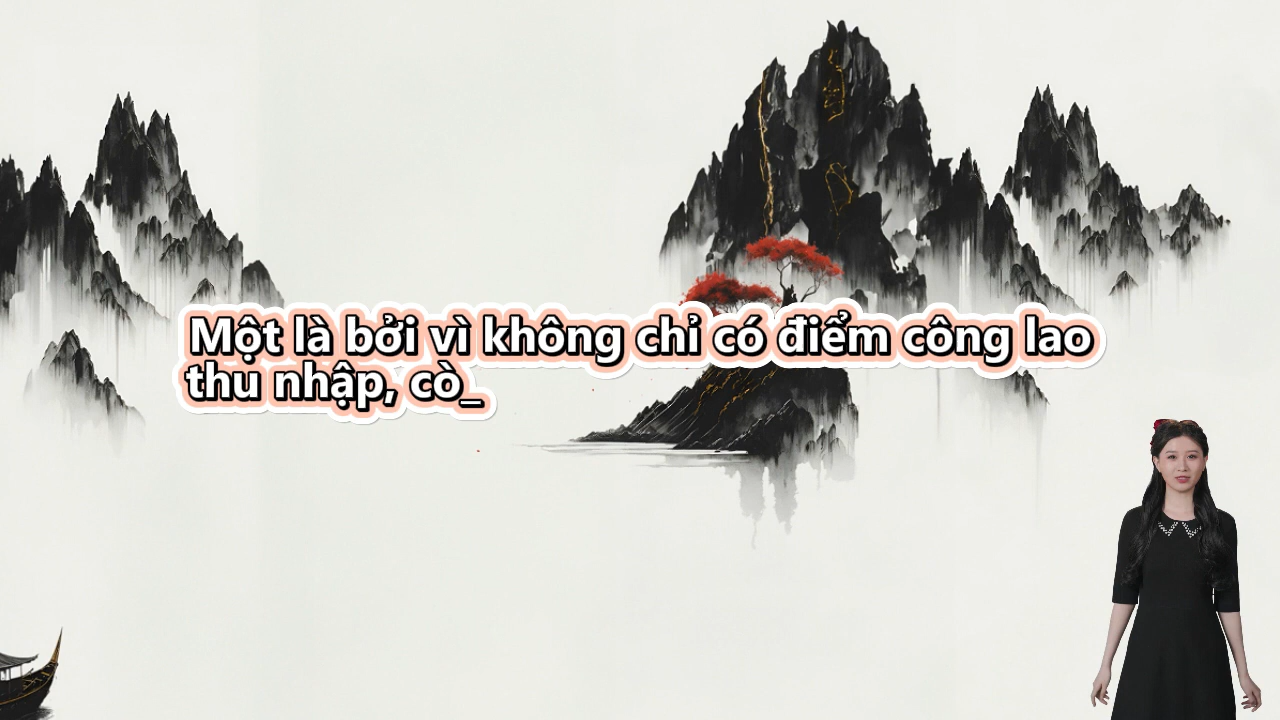 Một là bởi vì không chỉ có điểm công lao
thu nhập, cò_